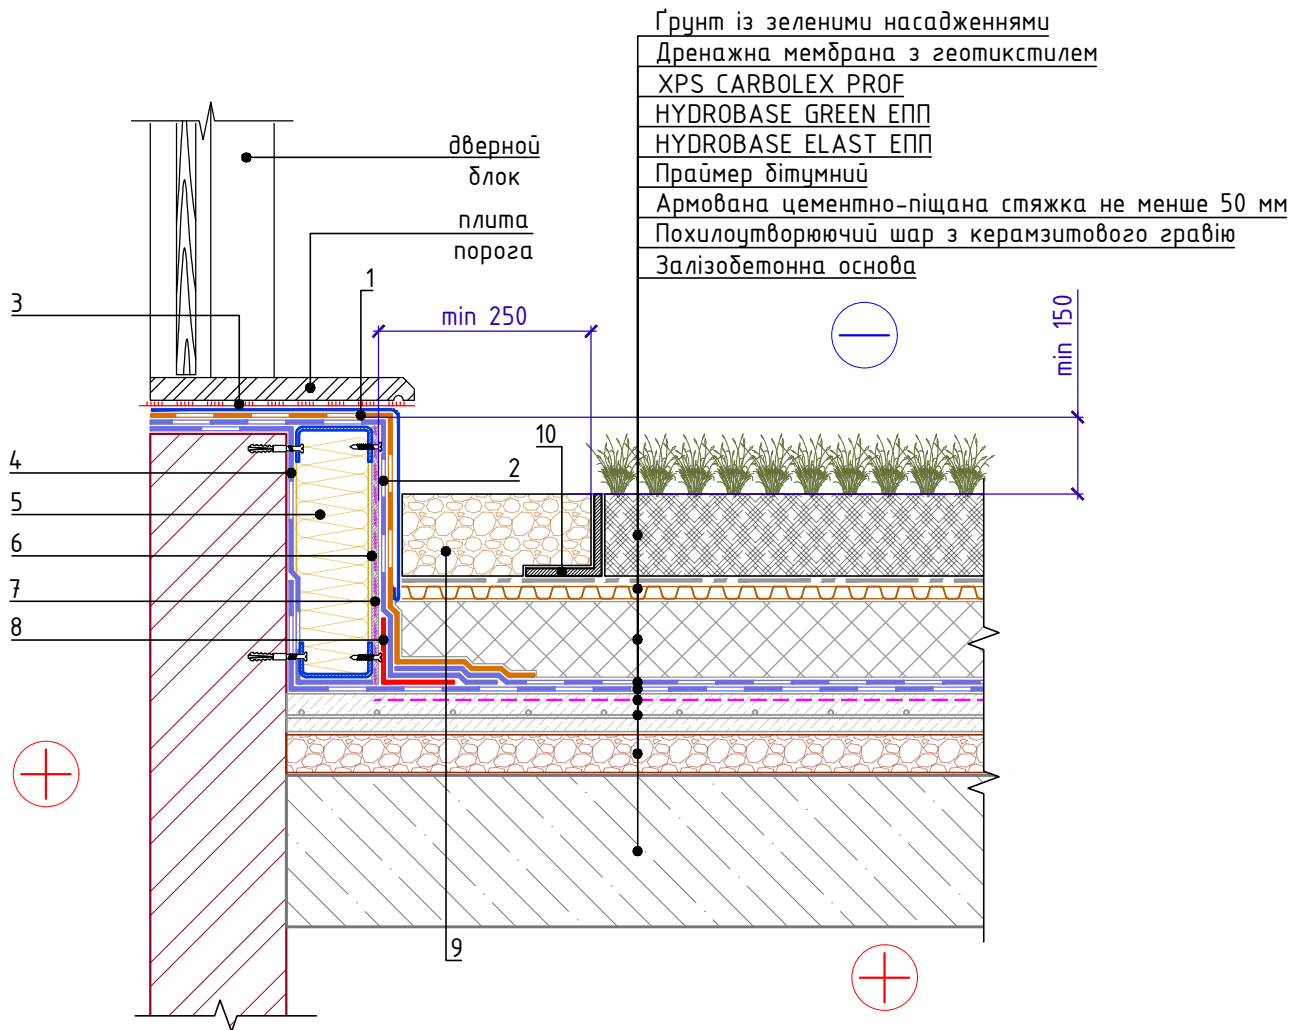 Ґрунт із зеленими насадженнями
Дренажна мембрана з геотикстилем
XPS CARBOLEX PROF
HYDROBASE GREEN ЕПП
HYDROBASE ELAST ЕПП
Праймер бітумний
Армована цементно-піщана стяжка не менше 50 мм
Похилоутворюючий шар з керамзитового гравію
Залізобетонна основа
дверной
блок
плита
порога
1
3
min 250
min 150
10
4
2
5
6
7
8
9